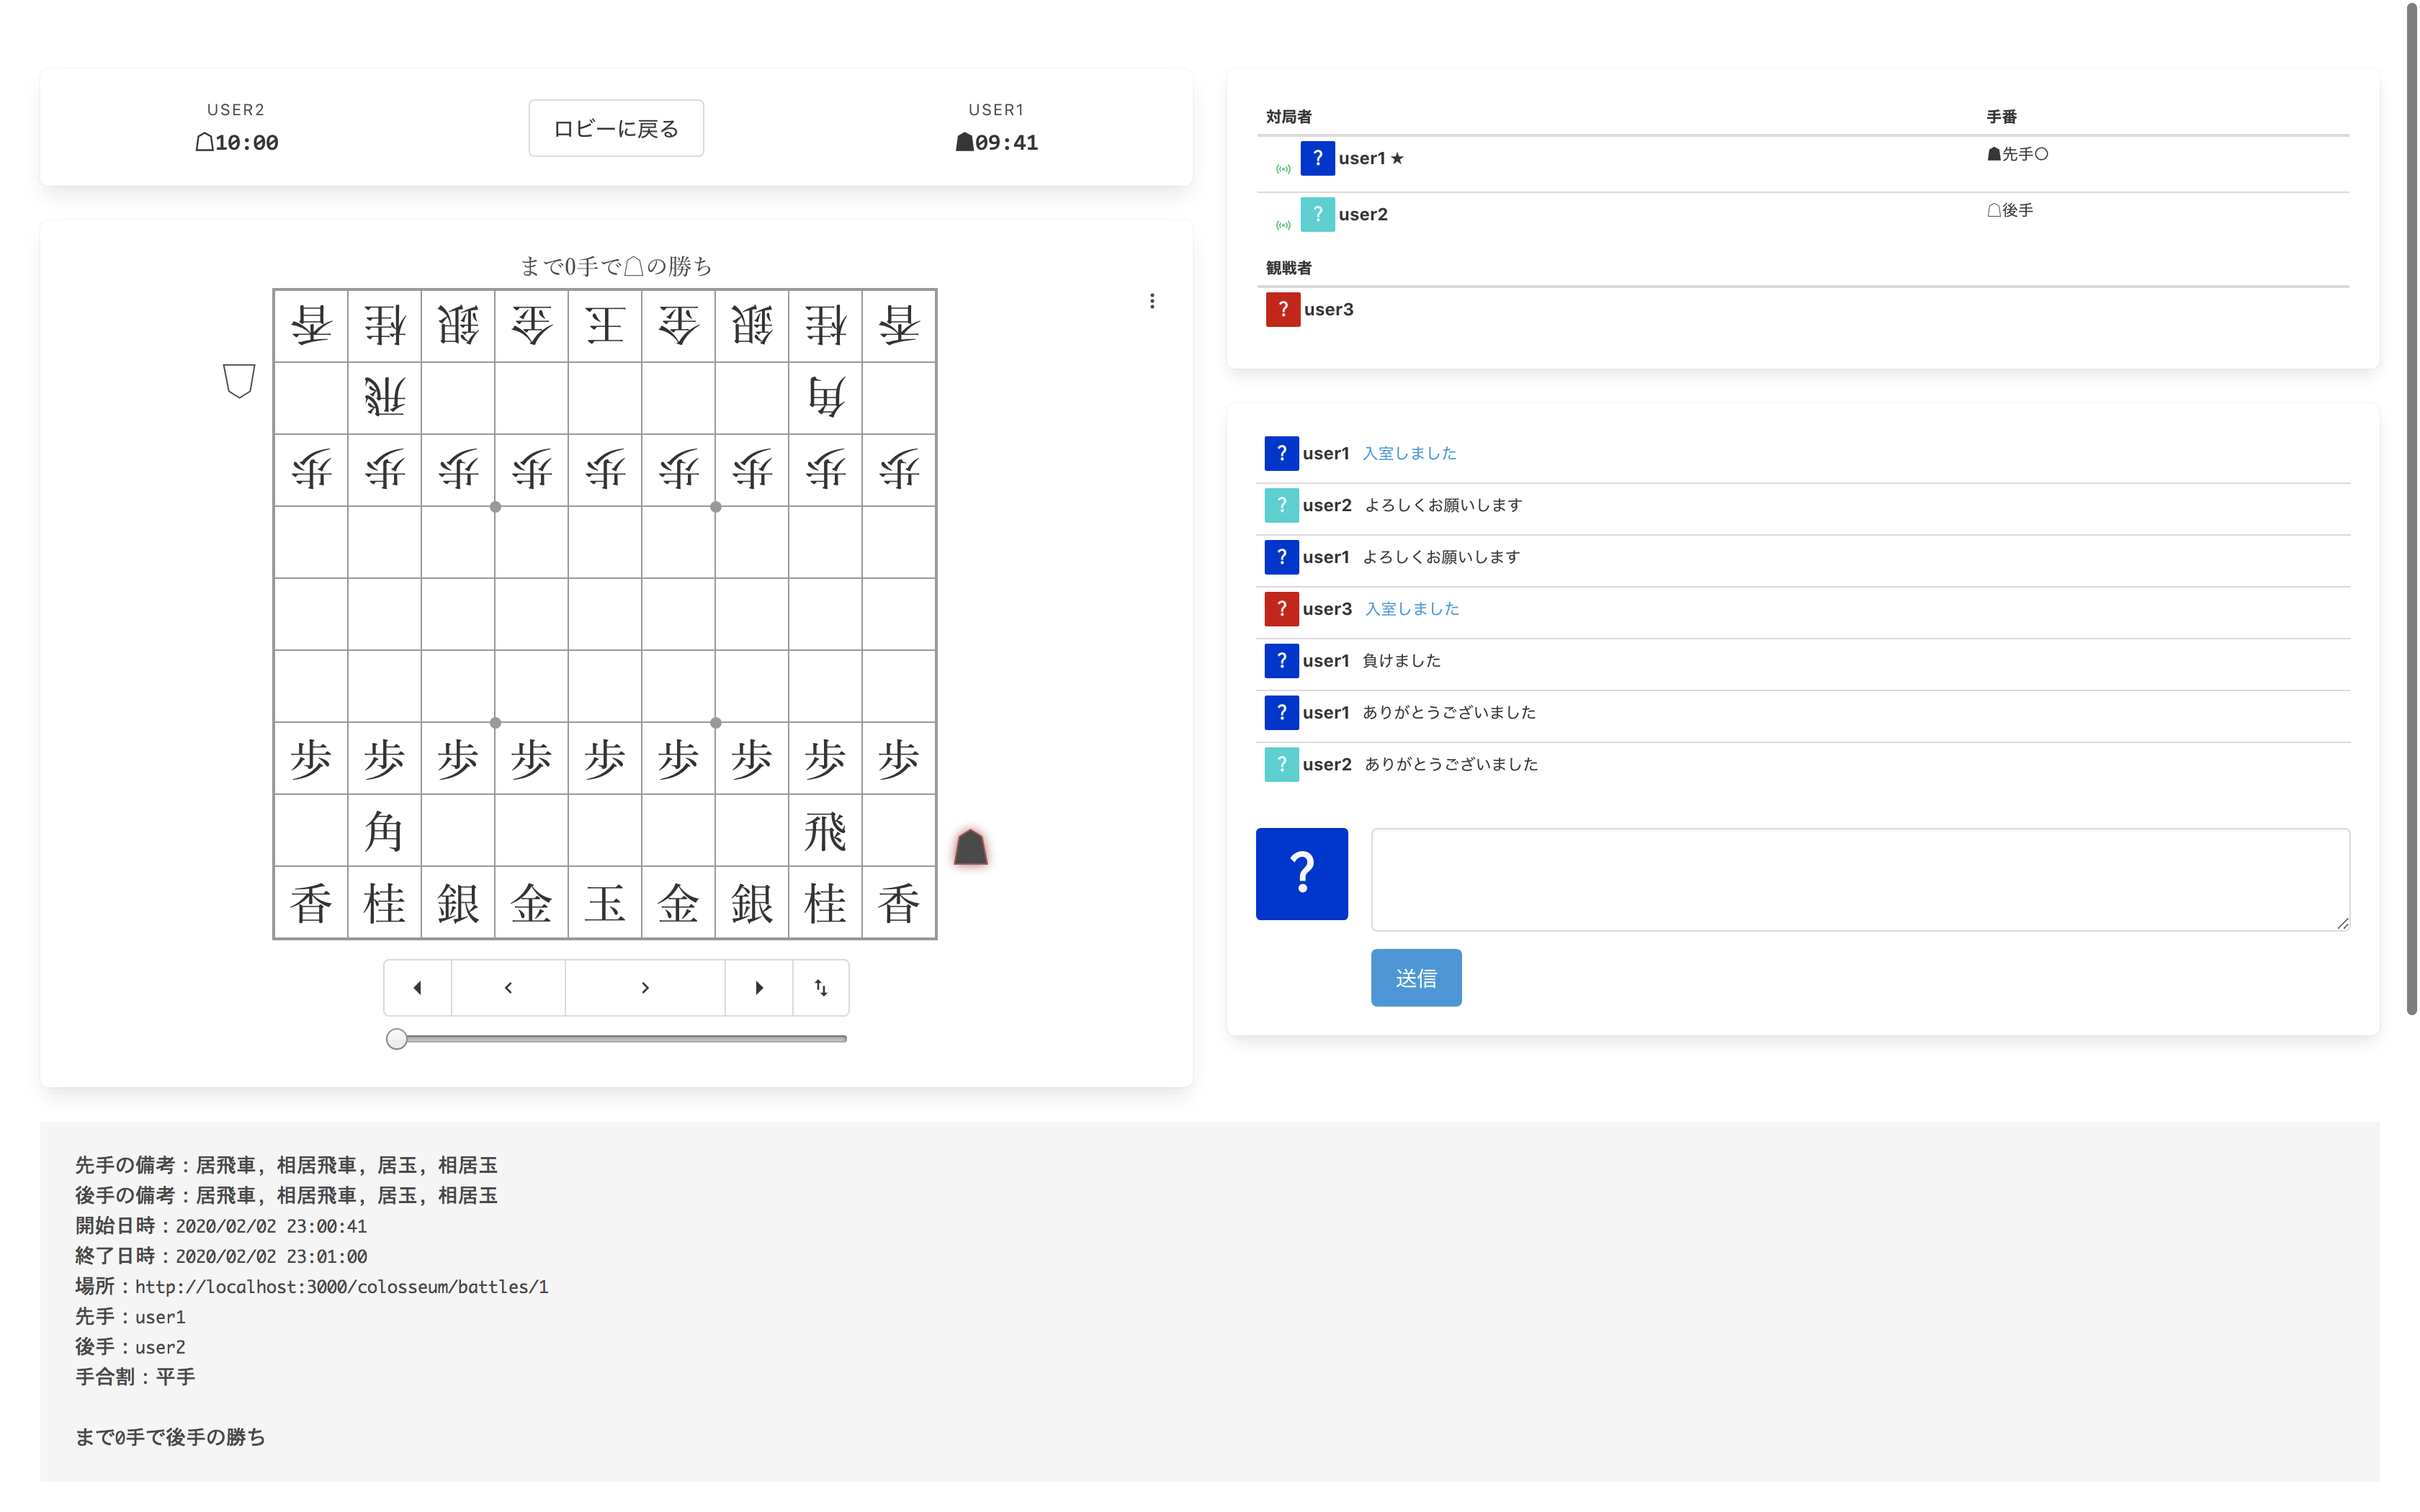 USER2
☖10:00
ロビーに戻る
USER1
☗09:41
まで0手で☖の勝ち
香桂銀金王金銀桂香
飛角
歩歩歩歩歩歩歩歩歩
歩歩歩歩歩歩歩歩歩
角飛
香桂銀金玉金銀桂香
先手の備考：居飛車, 相居飛車, 居玉, 相居玉
後手の備考：居飛車, 相居飛車, 居玉, 相居玉
開始日時：2020/02/02 23:00:41
終了日時：2020/02/02 23:01:00
場所：http://localhost:3000/colosseum/battles/1
先手：user1
後手：user2
手合割：平手
まで0手で後手の勝ち
対局者 手番
? user1 ★ ☗先手〇
? user2 ☖後手
観戦者
? user3
? user1 入室しました
? user2 よろしくお願いします
? user1 よろしくお願いします
? user3 入室しました
? user1 負けました
? user1 ありがとうございました
? user2 ありがとうございました
?
送信